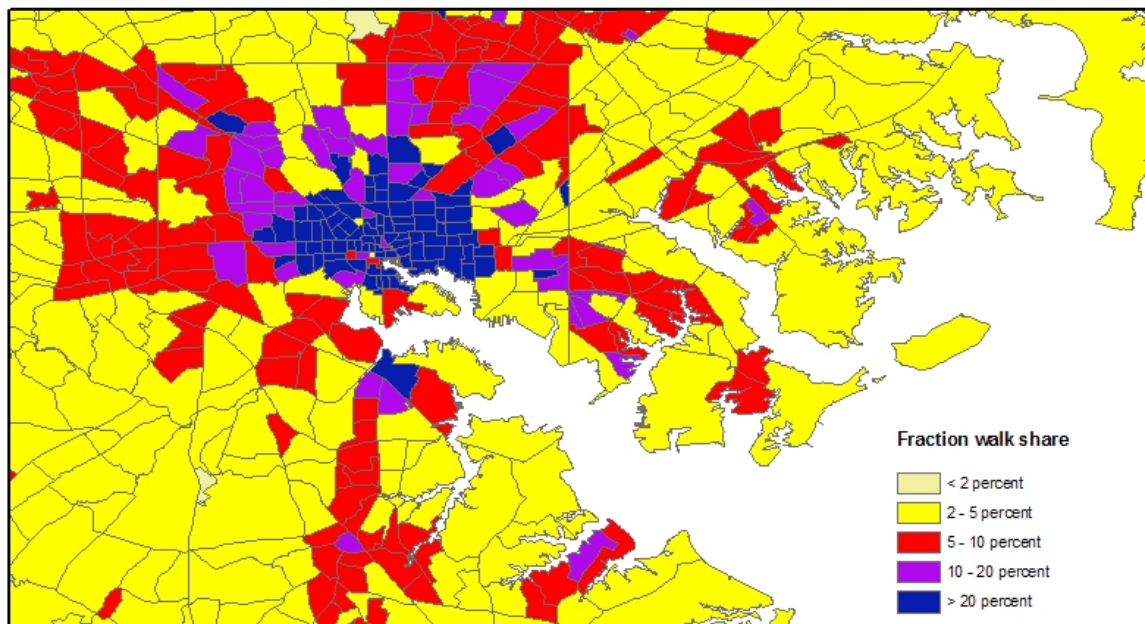 Fraction walk share
< 2 percent
2 - 5 percent
5 - 10 percent
10 - 20 percent
> 20 percent